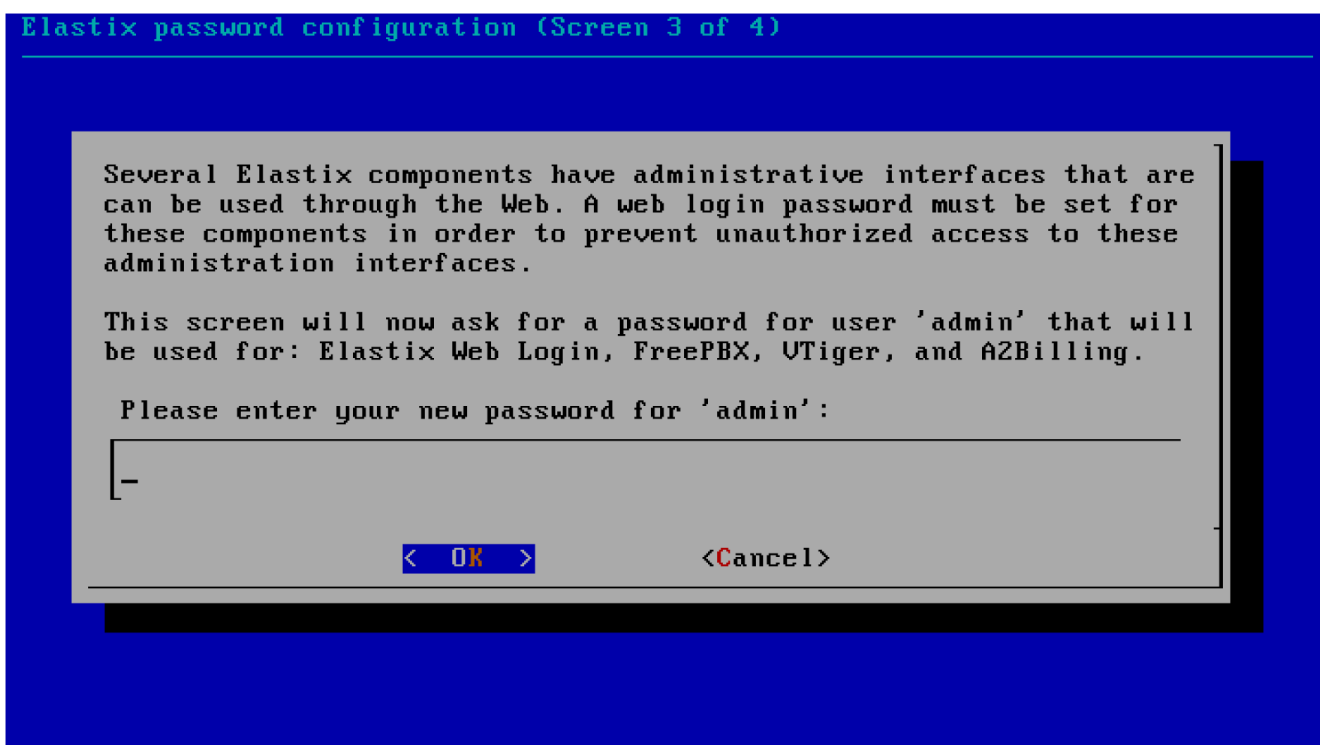 Elastix password configuration (Screen 3 of 4)
Several Elastix components have administrative interfaces that are
can be used through the Web. A web login password must be set for
these components in order to prevent unauthorized access to these
administration interfaces.
This screen will now ask for a password for user 'admin' that will
be used for: Elastix Web Login, FreePBX, VTiger, and A2Billing.
Please enter your new password for 'admin':
< OK > <Cancel>